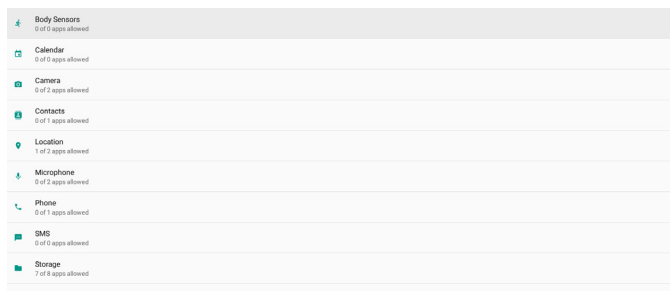 Body Sensors
0 of 0 apps allowed
Calendar
0 of 0 apps allowed
Camera
0 of 2 apps allowed
Contacts
0 of 1 apps allowed
Location
1 of 2 apps allowed
Microphone
0 of 2 apps allowed
Phone
0 of 1 apps allowed
SMS
0 of 0 apps allowed
Storage
7 of 8 apps allowed